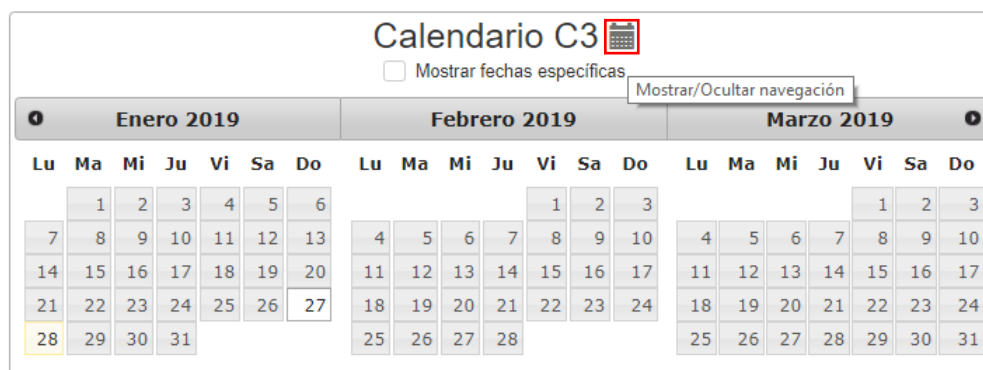 Calendario C3
Mostrar fechas específicas
Mostrar/Ocultar navegación
Enero 2019 Febrero 2019 Marzo 2019
Lu Ma Mi Ju Vi Sa Do Lu Ma Mi Ju Vi Sa Do Lu Ma Mi Ju Vi Sa Do
1 2 3 4 5 6 1 2 3 1 2 3
7 8 9 10 11 12 13 4 5 6 7 8 9 10 4 5 6 7 8 9 10
14 15 16 17 18 19 20 11 12 13 14 15 16 17 11 12 13 14 15 16 17
21 22 23 24 25 26 27 18 19 20 21 22 23 24 18 19 20 21 22 23 24
28 29 30 31 25 26 27 28 25 26 27 28 29 30 31